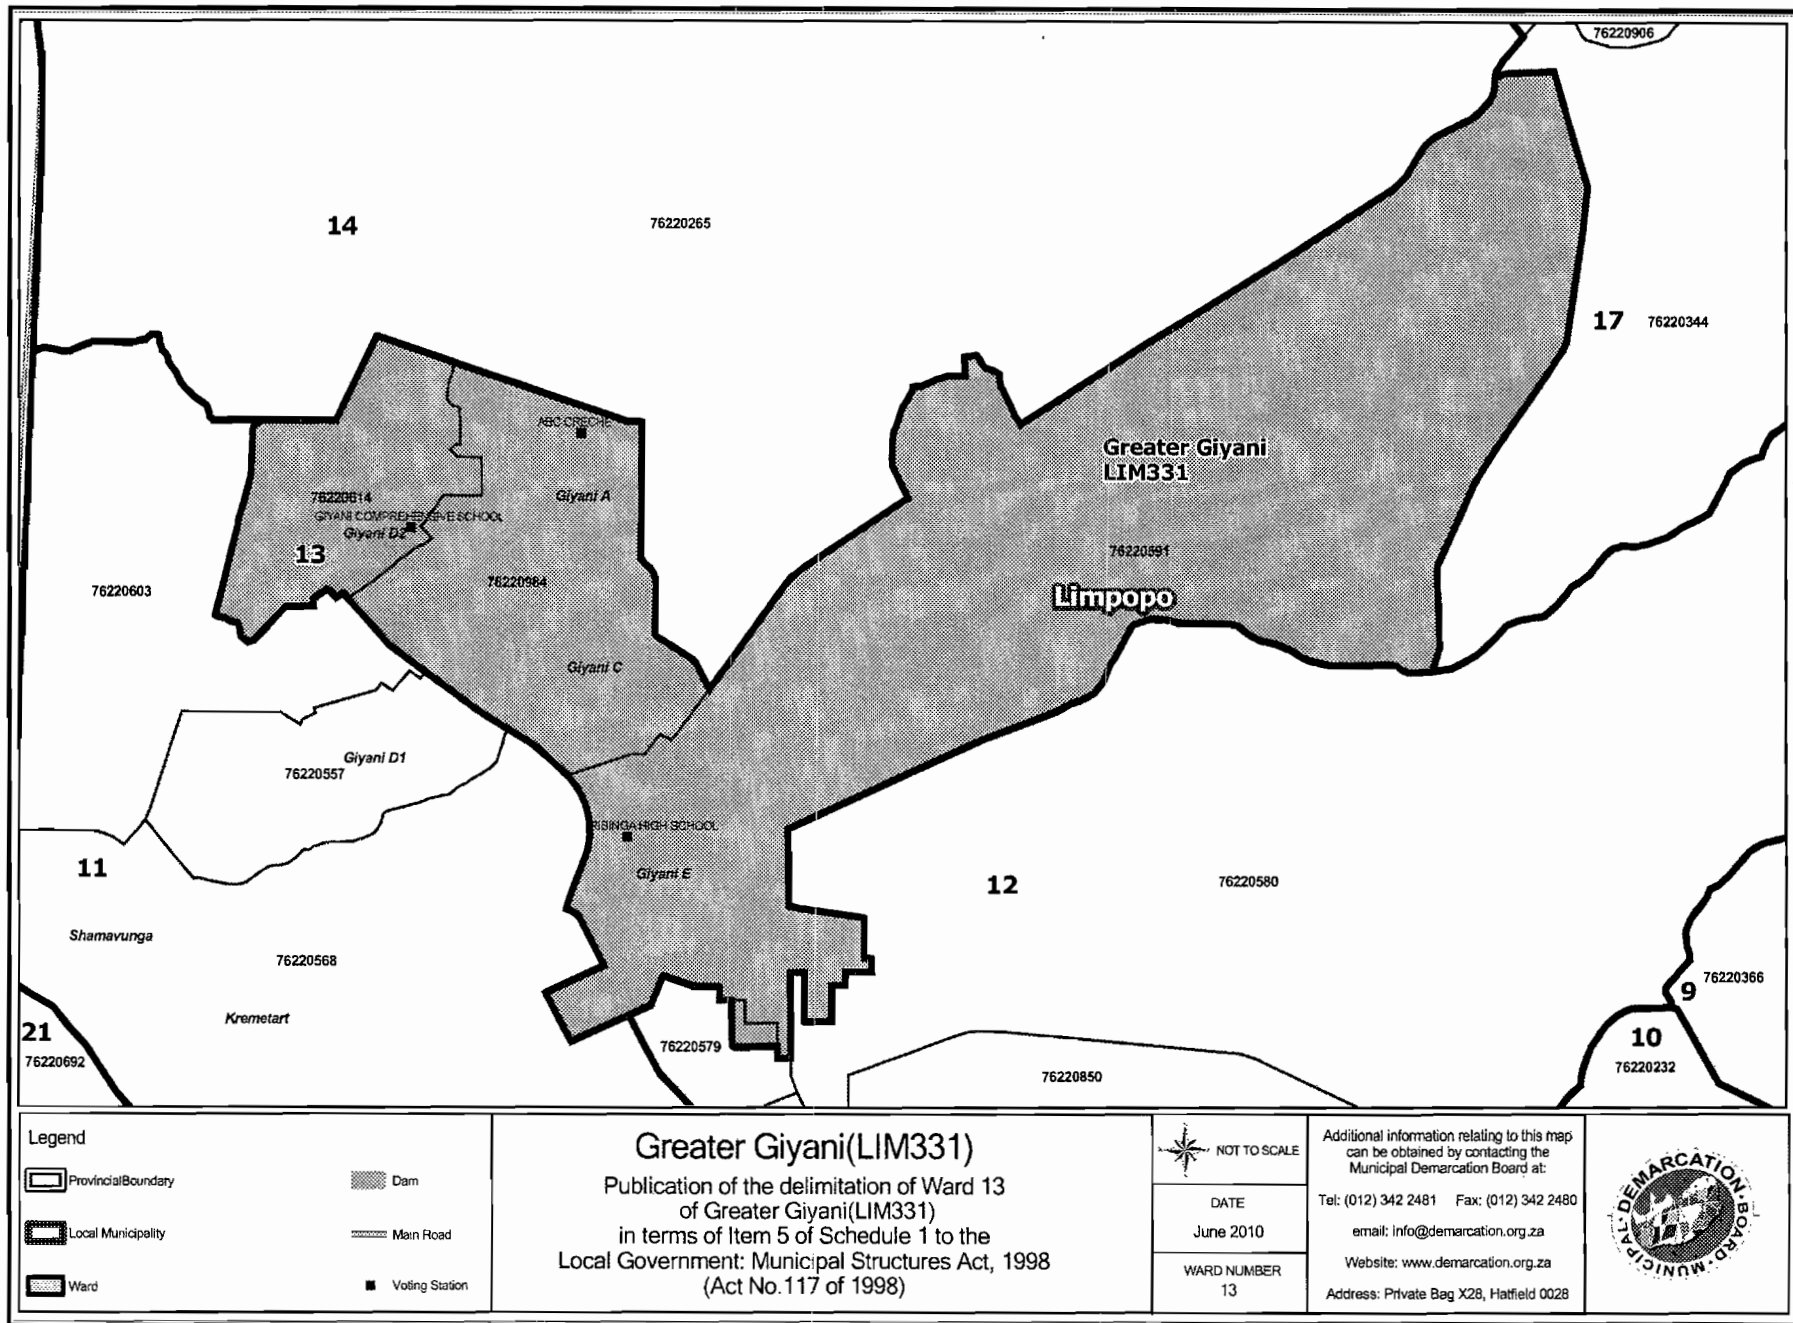 76220906
14
76220265
17
76220344
ABC CRECHE
Greater Giyani
LIM331
76220614
Giyani A
GIYANI COMPREHENSIVE SCHOOL
Giyani D2
13
76220591
76220603
76220984
Limpopo
Giyani C
Giyani D1
76220557
RISINGA HIGH SCHOOL
11
Giyani E
12
76220580
Shamavunga
76220568
76220366
9
Kremetart
21
76220692
76220579
10
76220232
76220850
Legend
ProvincialBoundary
Dam
Local Municipality
Main Road
Ward
Voting Station
Greater Giyani(LIM331)
Publication of the delimitation of Ward 13
of Greater Giyani(LIM331)
in terms of Item 5 of Schedule 1 to the
Local Government: Municipal Structures Act, 1998
(Act No.117 of 1998)
NOT TO SCALE
DATE
June 2010
WARD NUMBER
13
Additional information relating to this map
can be obtained by contacting the
Municipal Demarcation Board at:
Tel: (012) 342 2481 Fax: (012) 342 2480
email: info@demarcation.org.za
Website: www.demarcation.org.za
Address: Private Bag X28, Hatfield 0028
MUNICIPAL DEMARCATION BOARD